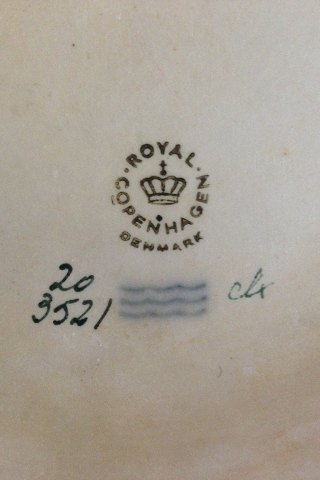 ROYAL
COPENHAGEN
DENMARK
20
3521